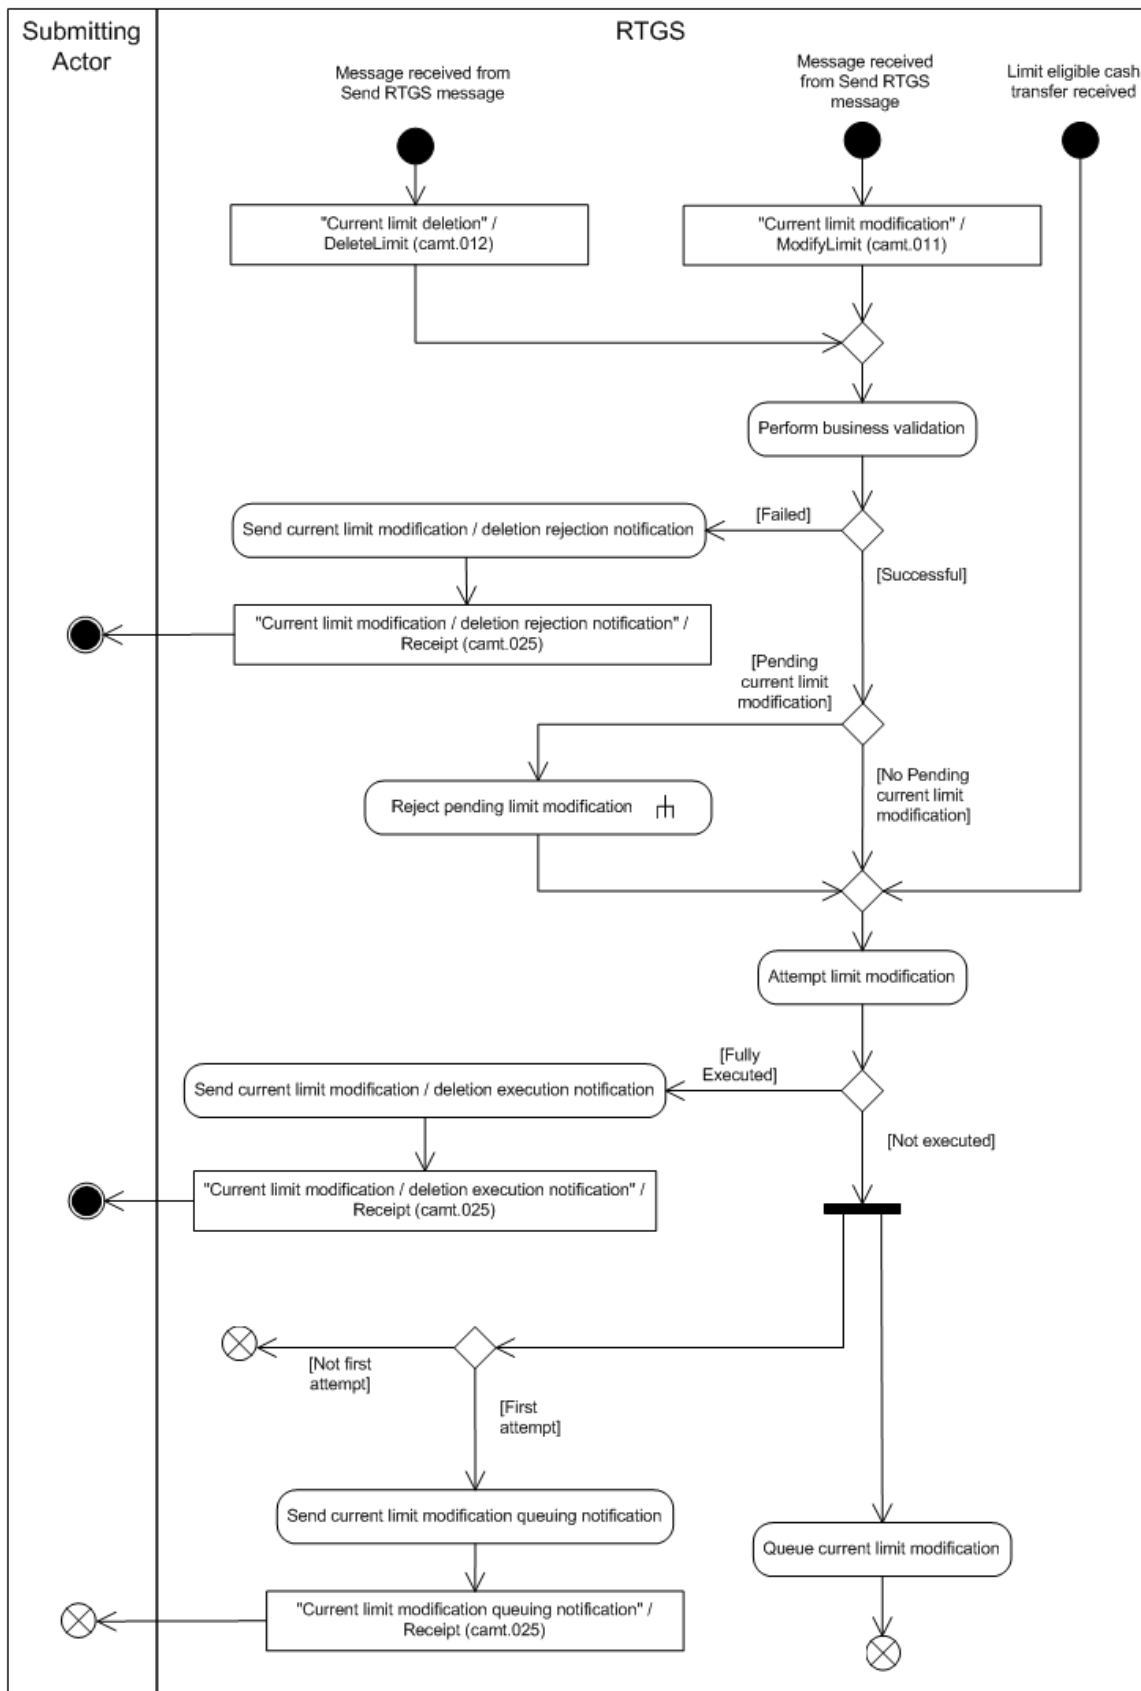 Submitting
Actor
RTGS
Message received from
Send RTGS message
Message received
from Send RTGS
message
Limit eligible cash
transfer received
"Current limit deletion" /
DeleteLimit (camt.012)
"Current limit modification" /
ModifyLimit (camt.011)
Perform business validation
[Failed]
Send current limit modification / deletion rejection notification
[Successful]
"Current limit modification / deletion rejection notification" /
Receipt (camt.025)
[Pending
current limit
modification]
[No Pending
current limit
modification]
Reject pending limit modification
Attempt limit modification
[Fully
Executed]
Send current limit modification / deletion execution notification
[Not executed]
"Current limit modification / deletion execution notification" /
Receipt (camt.025)
[Not first
attempt]
[First
attempt]
Send current limit modification queuing notification
Queue current limit modification
"Current limit modification queuing notification" /
Receipt (camt.025)